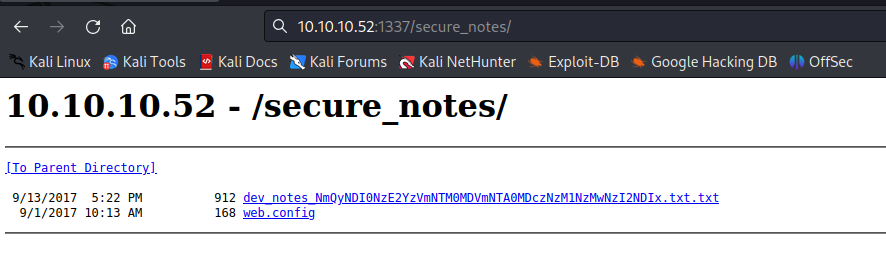 10.10.10.52:1337/secure_notes/
Kali Linux Kali Tools Kali Docs Kali Forums Kali NetHunter Exploit-DB Google Hacking DB OffSec
10.10.10.52 - /secure_notes/
[To Parent Directory]
9/13/2017 5:22 PM 912 dev_notes_NmQyNDI0NzE2YzVmNTM0MDVmNTA0MDczNzM1NzMwNzI2NDIx.txt.txt
9/1/2017 10:13 AM 168 web.config